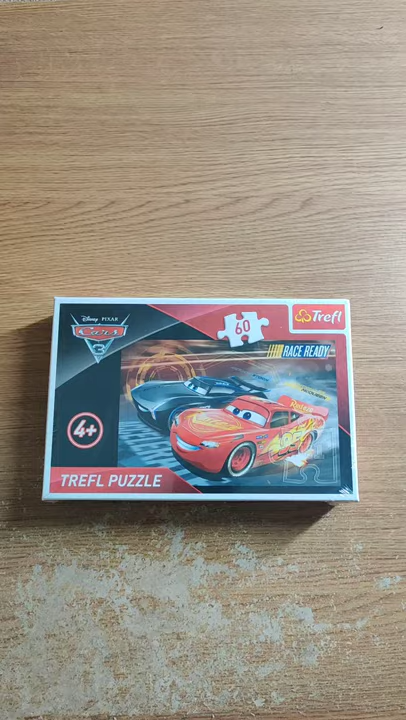 Disney PIXAR
Cars
3
60
Trefl
RACE READY
4+
TREFL PUZZLE